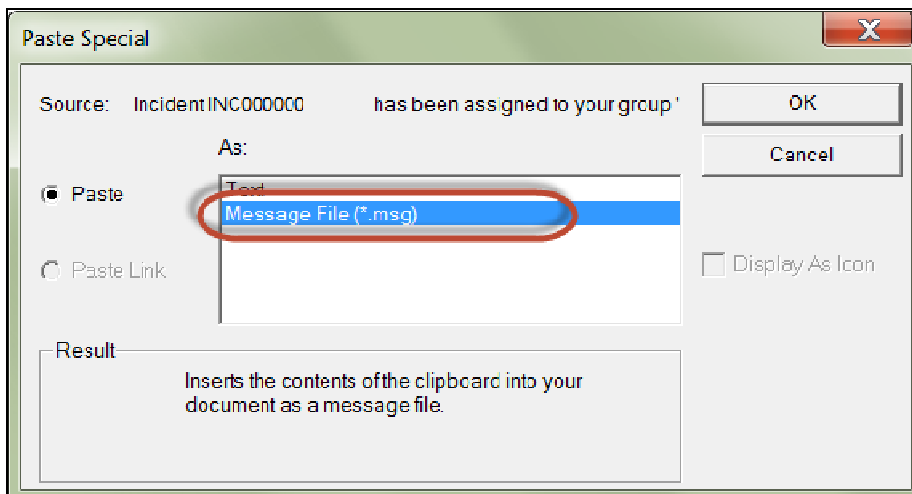 Paste Special
X
Source: Incident INC000000 has been assigned to your group '
OK
As:
Cancel
Paste
Text
Message File (*.msg)
Paste Link
Display As Icon
Result
Inserts the contents of the clipboard into your
document as a message file.